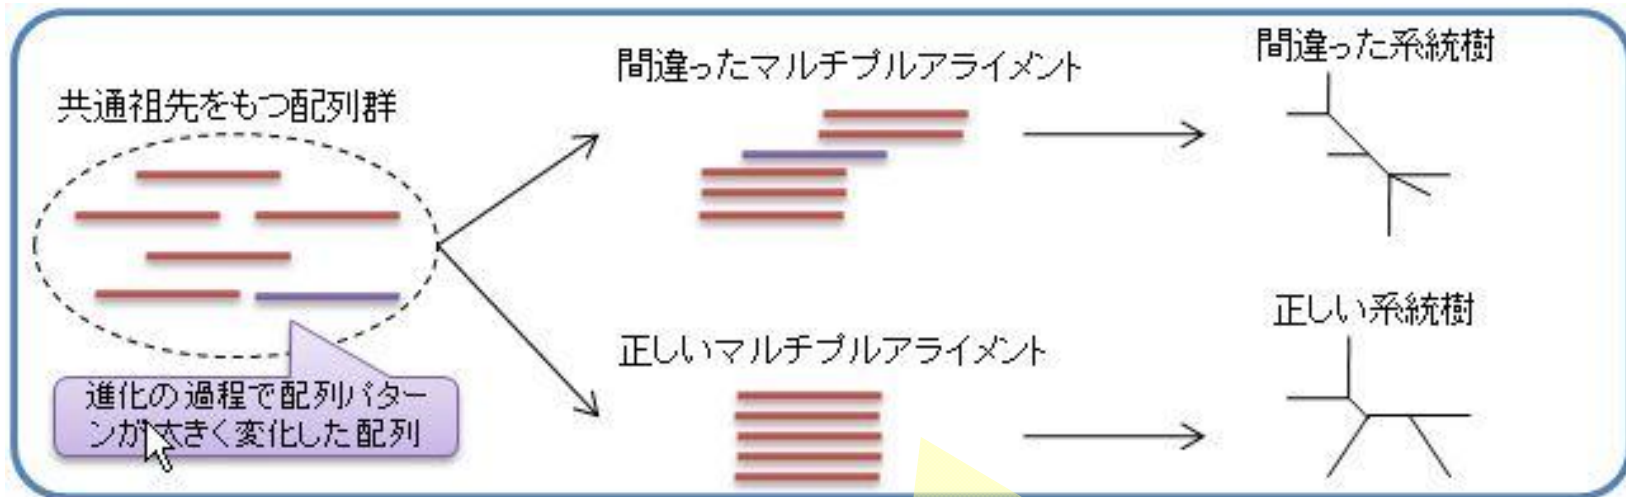 共通祖先をもつ配列群
進化の過程で配列パター
ンが大きく変化した配列
間違ったマルチプルアライメント
間違った系統樹
正しいマルチプルアライメント
正しい系統樹